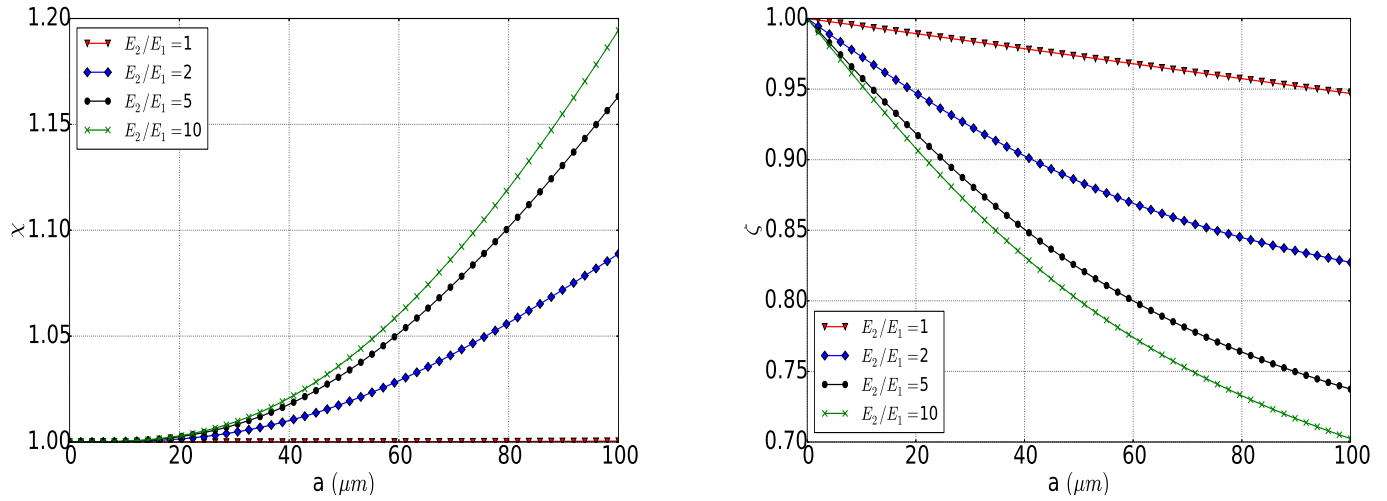 1.20
1.15
1.10
1.05
1.00
χ
0 20 40 60 80 100
a (μm)
E₂/E₁ = 1
E₂/E₁ = 2
E₂/E₁ = 5
E₂/E₁ = 10
1.00
0.95
0.90
0.85
0.80
0.75
0.70
ζ
0 20 40 60 80 100
a (μm)
E₂/E₁ = 1
E₂/E₁ = 2
E₂/E₁ = 5
E₂/E₁ = 10